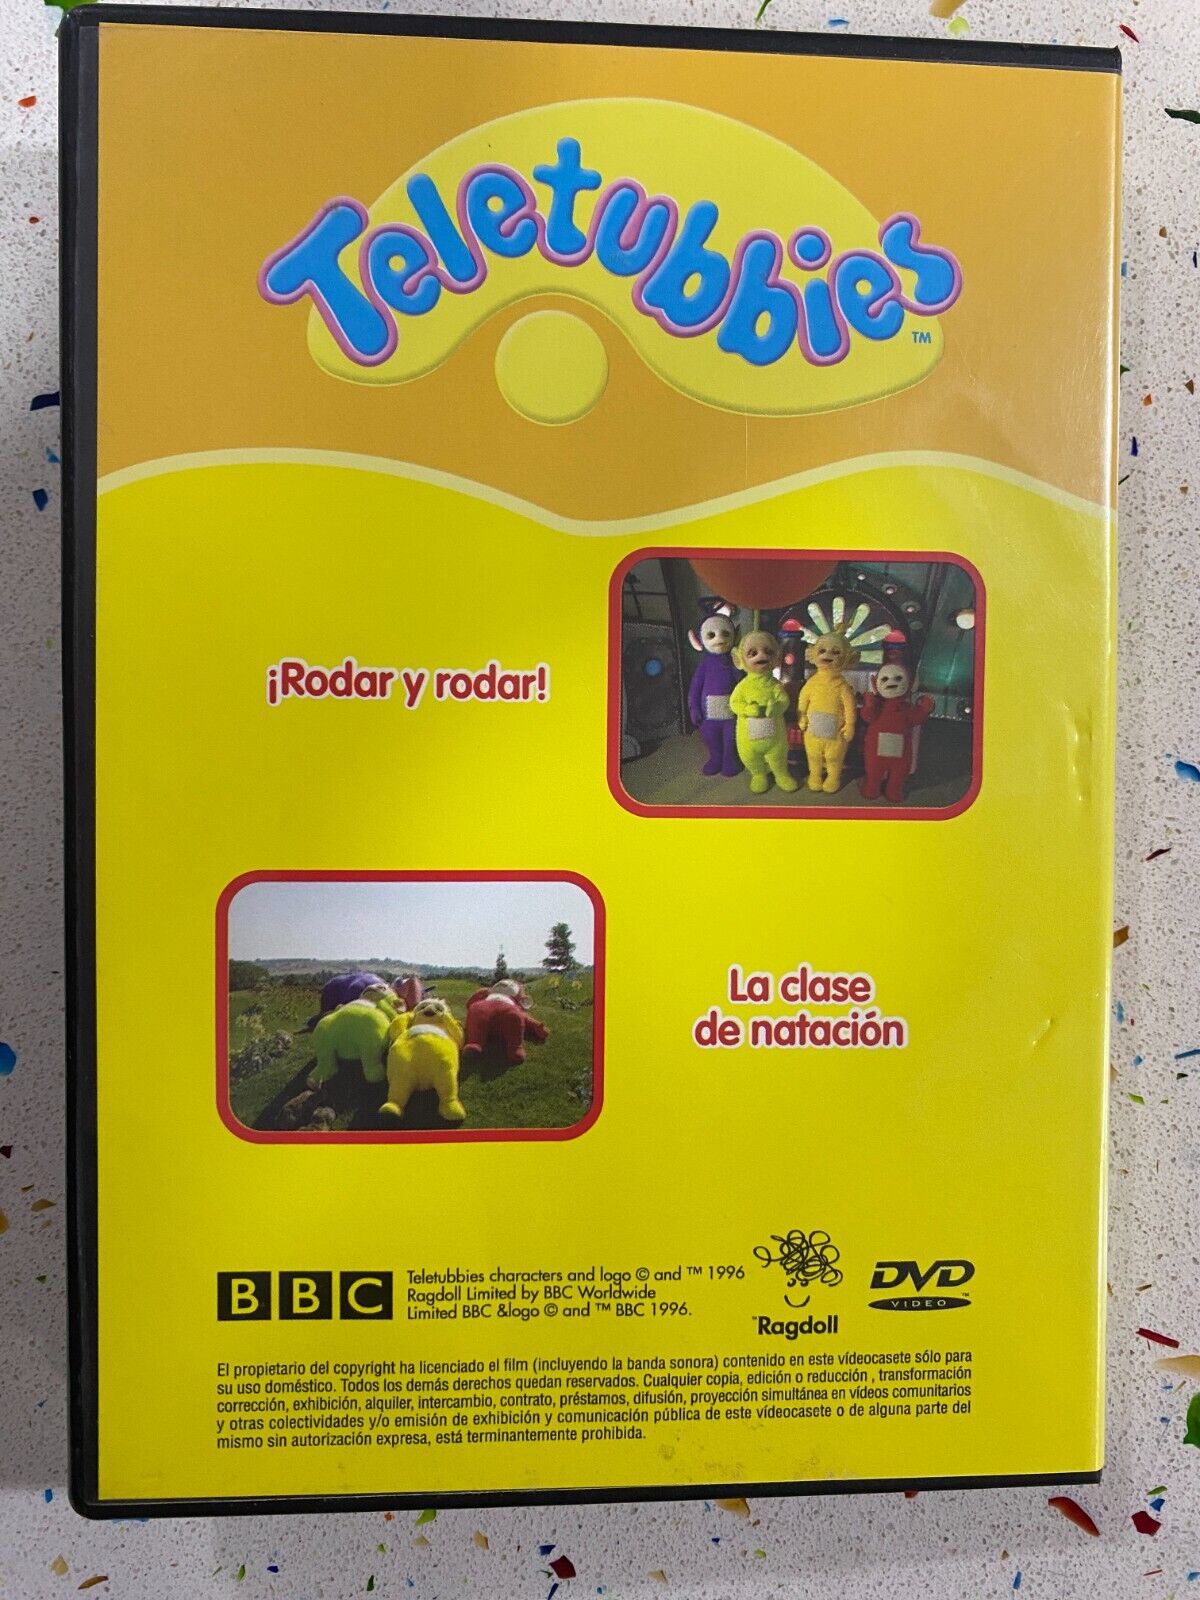 Teletubbies™
¡Rodar y rodar!
La clase
de natación
BBC
Teletubbies characters and logo © and ™ 1996
Ragdoll Limited by BBC Worldwide
Limited BBC &logo © and ™ BBC 1996.
™Ragdoll
DVD™
VIDEO
El propietario del copyright ha licenciado el film (incluyendo la banda sonora) contenido en este vídeocasete sólo para
su uso doméstico. Todos los demás derechos quedan reservados. Cualquier copia, edición o reducción , transformación
corrección, exhibición, alquiler, intercambio, contrato, préstamos, difusión, proyección simultánea en vídeos comunitarios
y otras colectividades y/o emisión de exhibición y comunicación pública de este vídeocasete o de alguna parte del
mismo sin autorización expresa, está terminantemente prohibida.